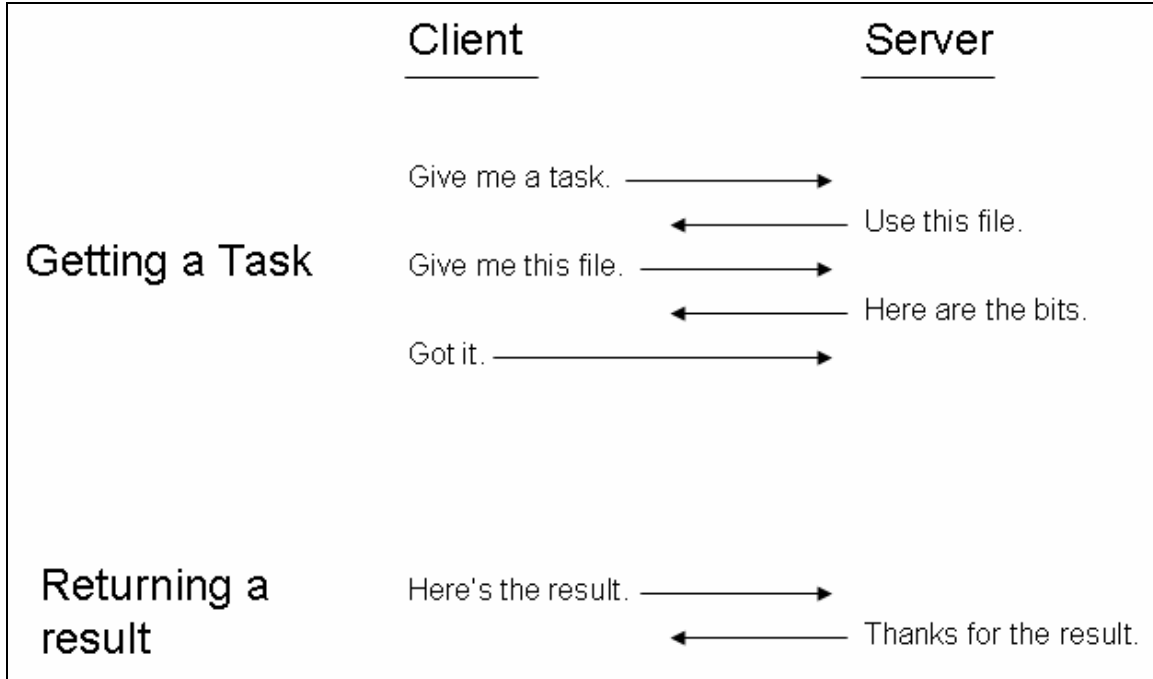 Client
Server
Give me a task.
Use this file.
Getting a Task
Give me this file.
Here are the bits.
Got it.
Returning a
result
Here's the result.
Thanks for the result.